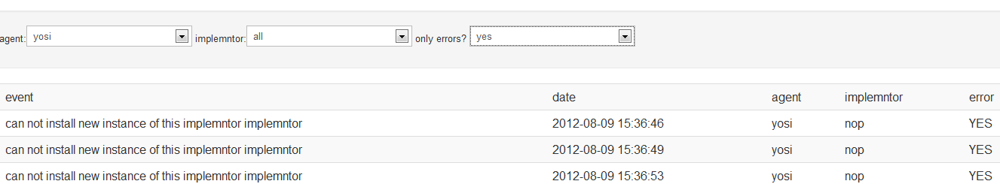 agent: yosi implemntor: all only errors? yes
event date agent implemntor error
can not install new instance of this implemntor implemntor 2012-08-09 15:36:46 yosi nop YES
can not install new instance of this implemntor implemntor 2012-08-09 15:36:49 yosi nop YES
can not install new instance of this implemntor implemntor 2012-08-09 15:36:53 yosi nop YES